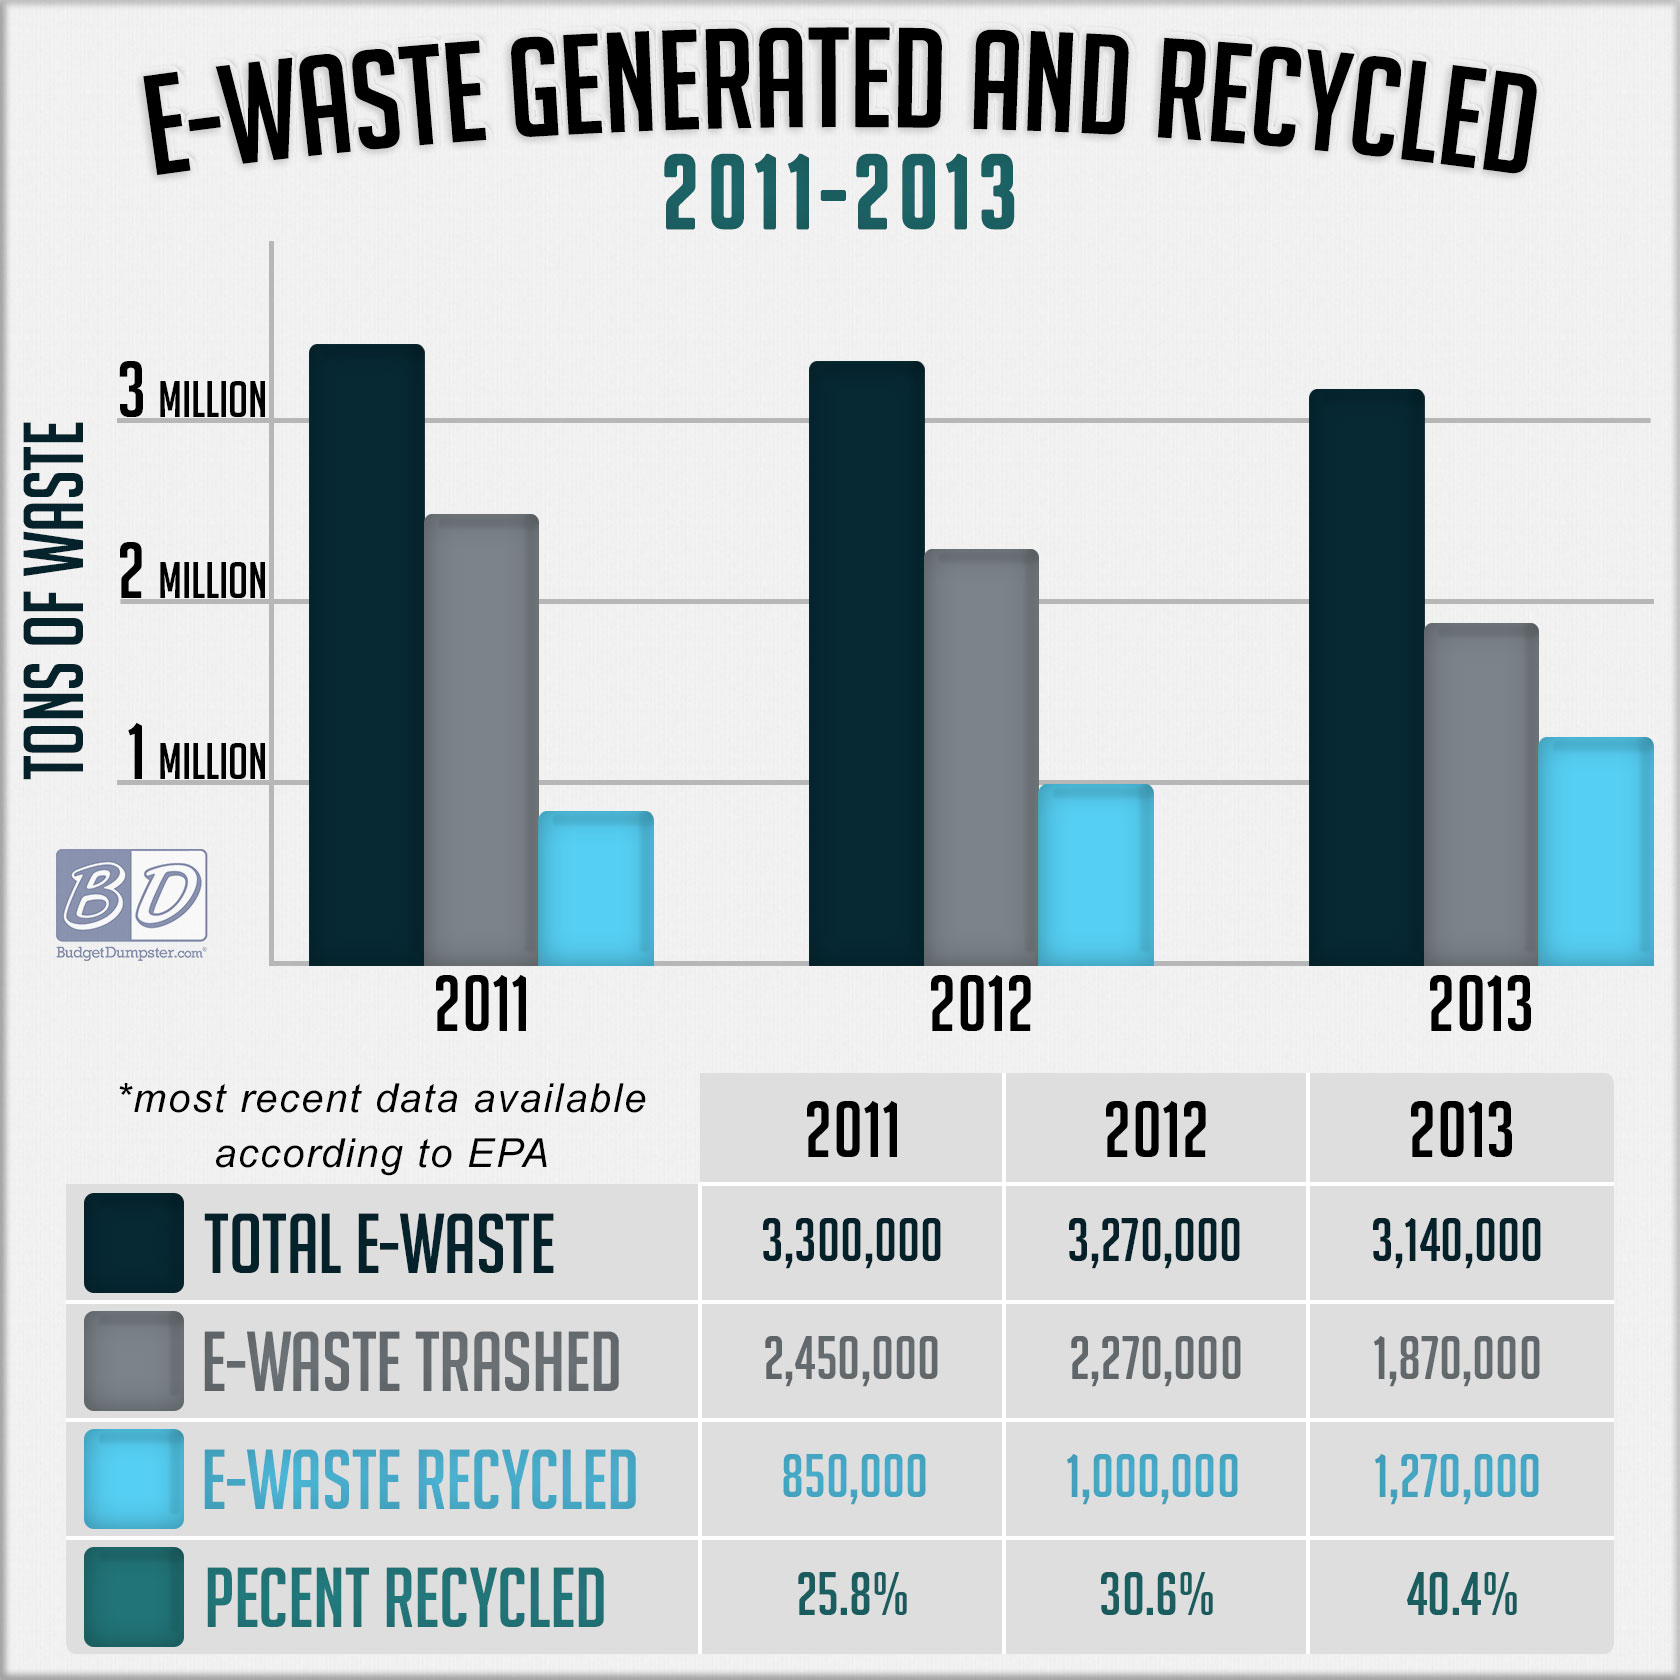 E-WASTE GENERATED AND RECYCLED
2011-2013
TONS OF WASTE
3 MILLION
2 MILLION
1 MILLION
BD
BudgetDumpster.com®
2011
2012
2013
*most recent data available
according to EPA
2011 2012 2013
TOTAL E-WASTE 3,300,000 3,270,000 3,140,000
E-WASTE TRASHED 2,450,000 2,270,000 1,870,000
E-WASTE RECYCLED 850,000 1,000,000 1,270,000
PECENT RECYCLED 25.8% 30.6% 40.4%